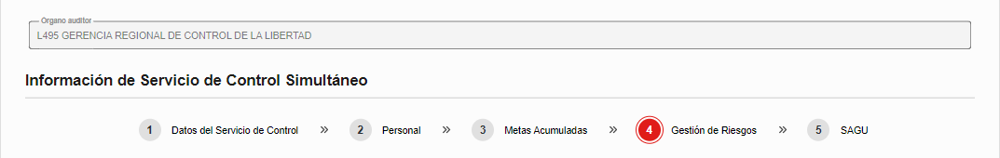 Organo auditor
L495 GERENCIA REGIONAL DE CONTROL DE LA LIBERTAD
Información de Servicio de Control Simultáneo
1 Datos del Servicio de Control » 2 Personal » 3 Metas Acumuladas » 4 Gestión de Riesgos » 5 SAGU